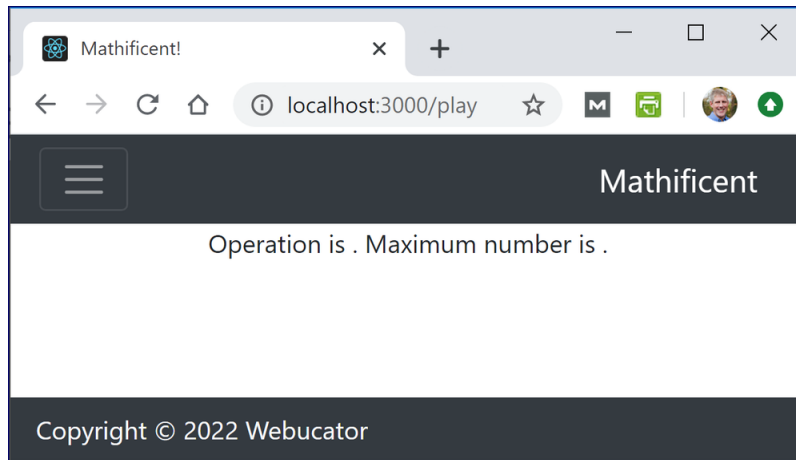 Mathificent!
localhost:3000/play
M
Mathificent
Operation is . Maximum number is .
Copyright © 2022 Webucator